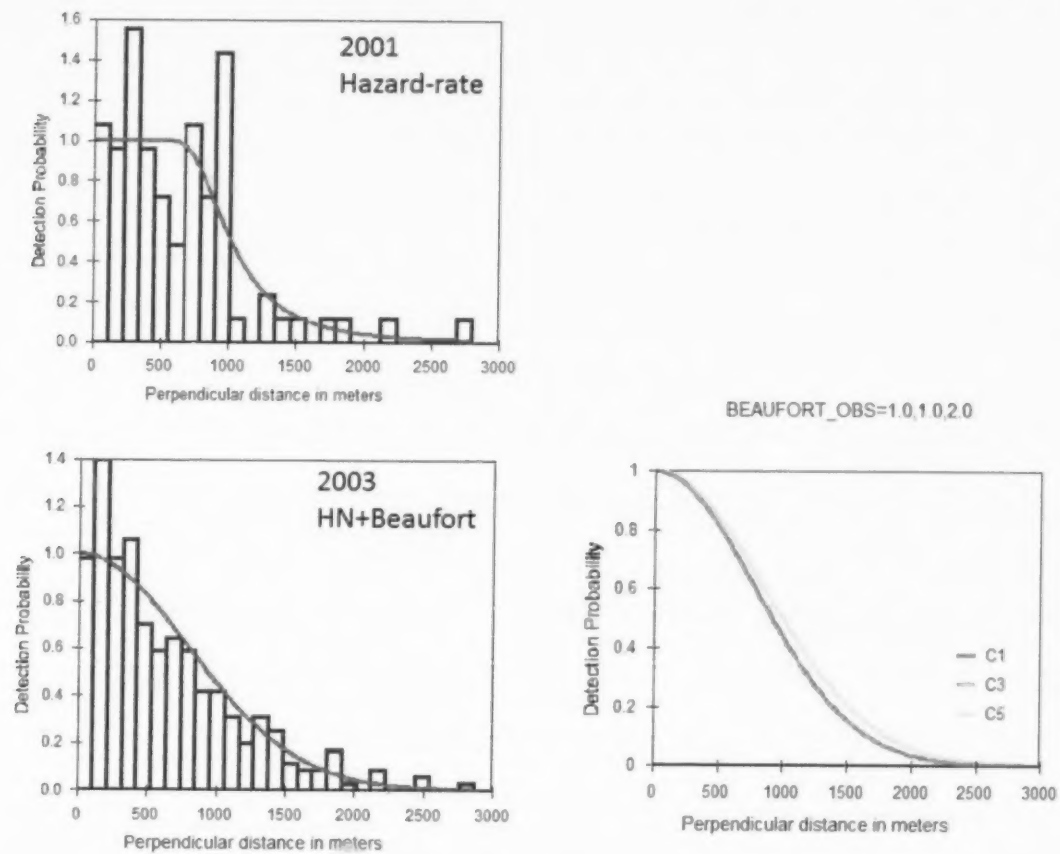 2001
Hazard-rate
1.6
1.4
1.2
1.0
0.8
0.6
0.4
0.2
0.0
Detection Probability
0 500 1000 1500 2000 2500 3000
Perpendicular distance in meters
2003
HN+Beaufort
1.4
1.2
1.0
0.8
0.6
0.4
0.2
0.0
Detection Probability
0 500 1000 1500 2000 2500 3000
Perpendicular distance in meters
BEAUFORT_OBS=1.0,1.0,2.0
1
0.8
0.6
0.4
0.2
0
Detection Probability
C1
C3
C5
0 500 1000 1500 2000 2500 3000
Perpendicular distance in meters